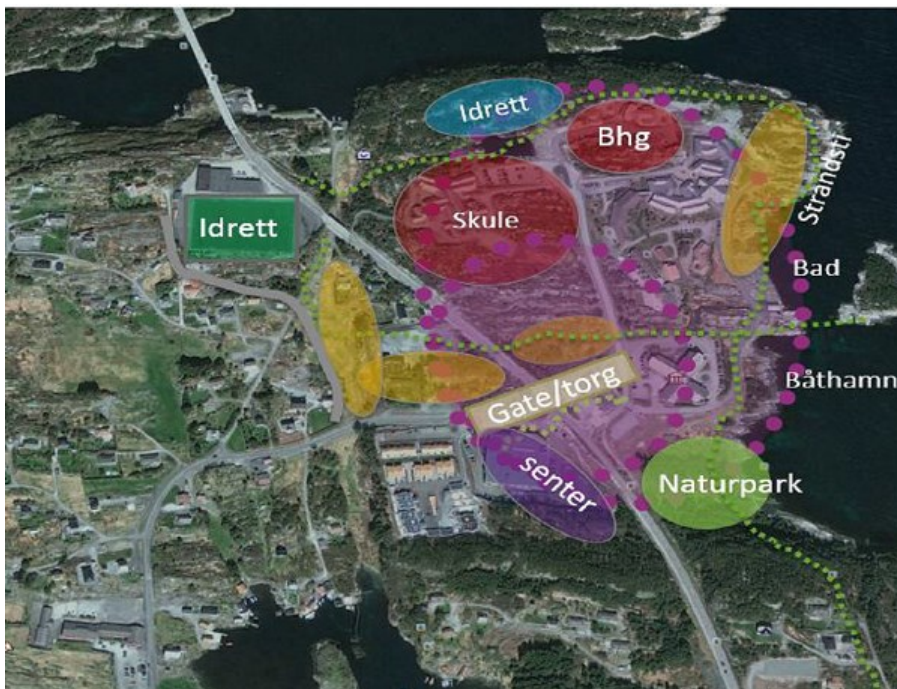 Idrett
Bhg
Skule
Idrett
Strandsti
Bad
Båthamn
Gate/torg
senter
Naturpark